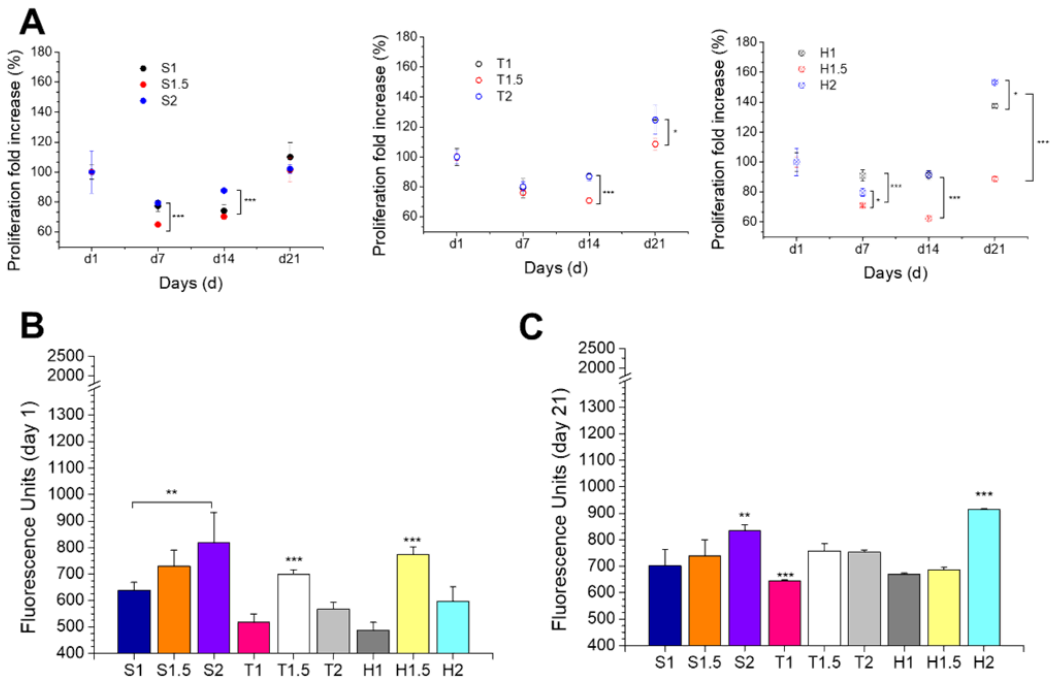 A
Proliferation fold increase (%)
180
160
140
120
100
80
60
S1
S1.5
S2
***
***
d1 d7 d14 d21
Days (d)
Proliferation fold increase (%)
180
160
140
120
100
80
60
T1
T1.5
T2
***
*
d1 d7 d14 d21
Days (d)
Proliferation fold increase (%)
180
160
140
120
100
80
60
H1
H1.5
H2
***
*
***
*
***
d1 d7 d14 d21
Days (d)
B
Fluorescence Units (day 1)
2500
2000
1300
1200
1100
1000
900
800
700
600
500
400
**
***
***
S1 S1.5 S2 T1 T1.5 T2 H1 H1.5 H2
C
Fluorescence Units (day 21)
2500
2000
1300
1200
1100
1000
900
800
700
600
500
400
**
***
***
S1 S1.5 S2 T1 T1.5 T2 H1 H1.5 H2